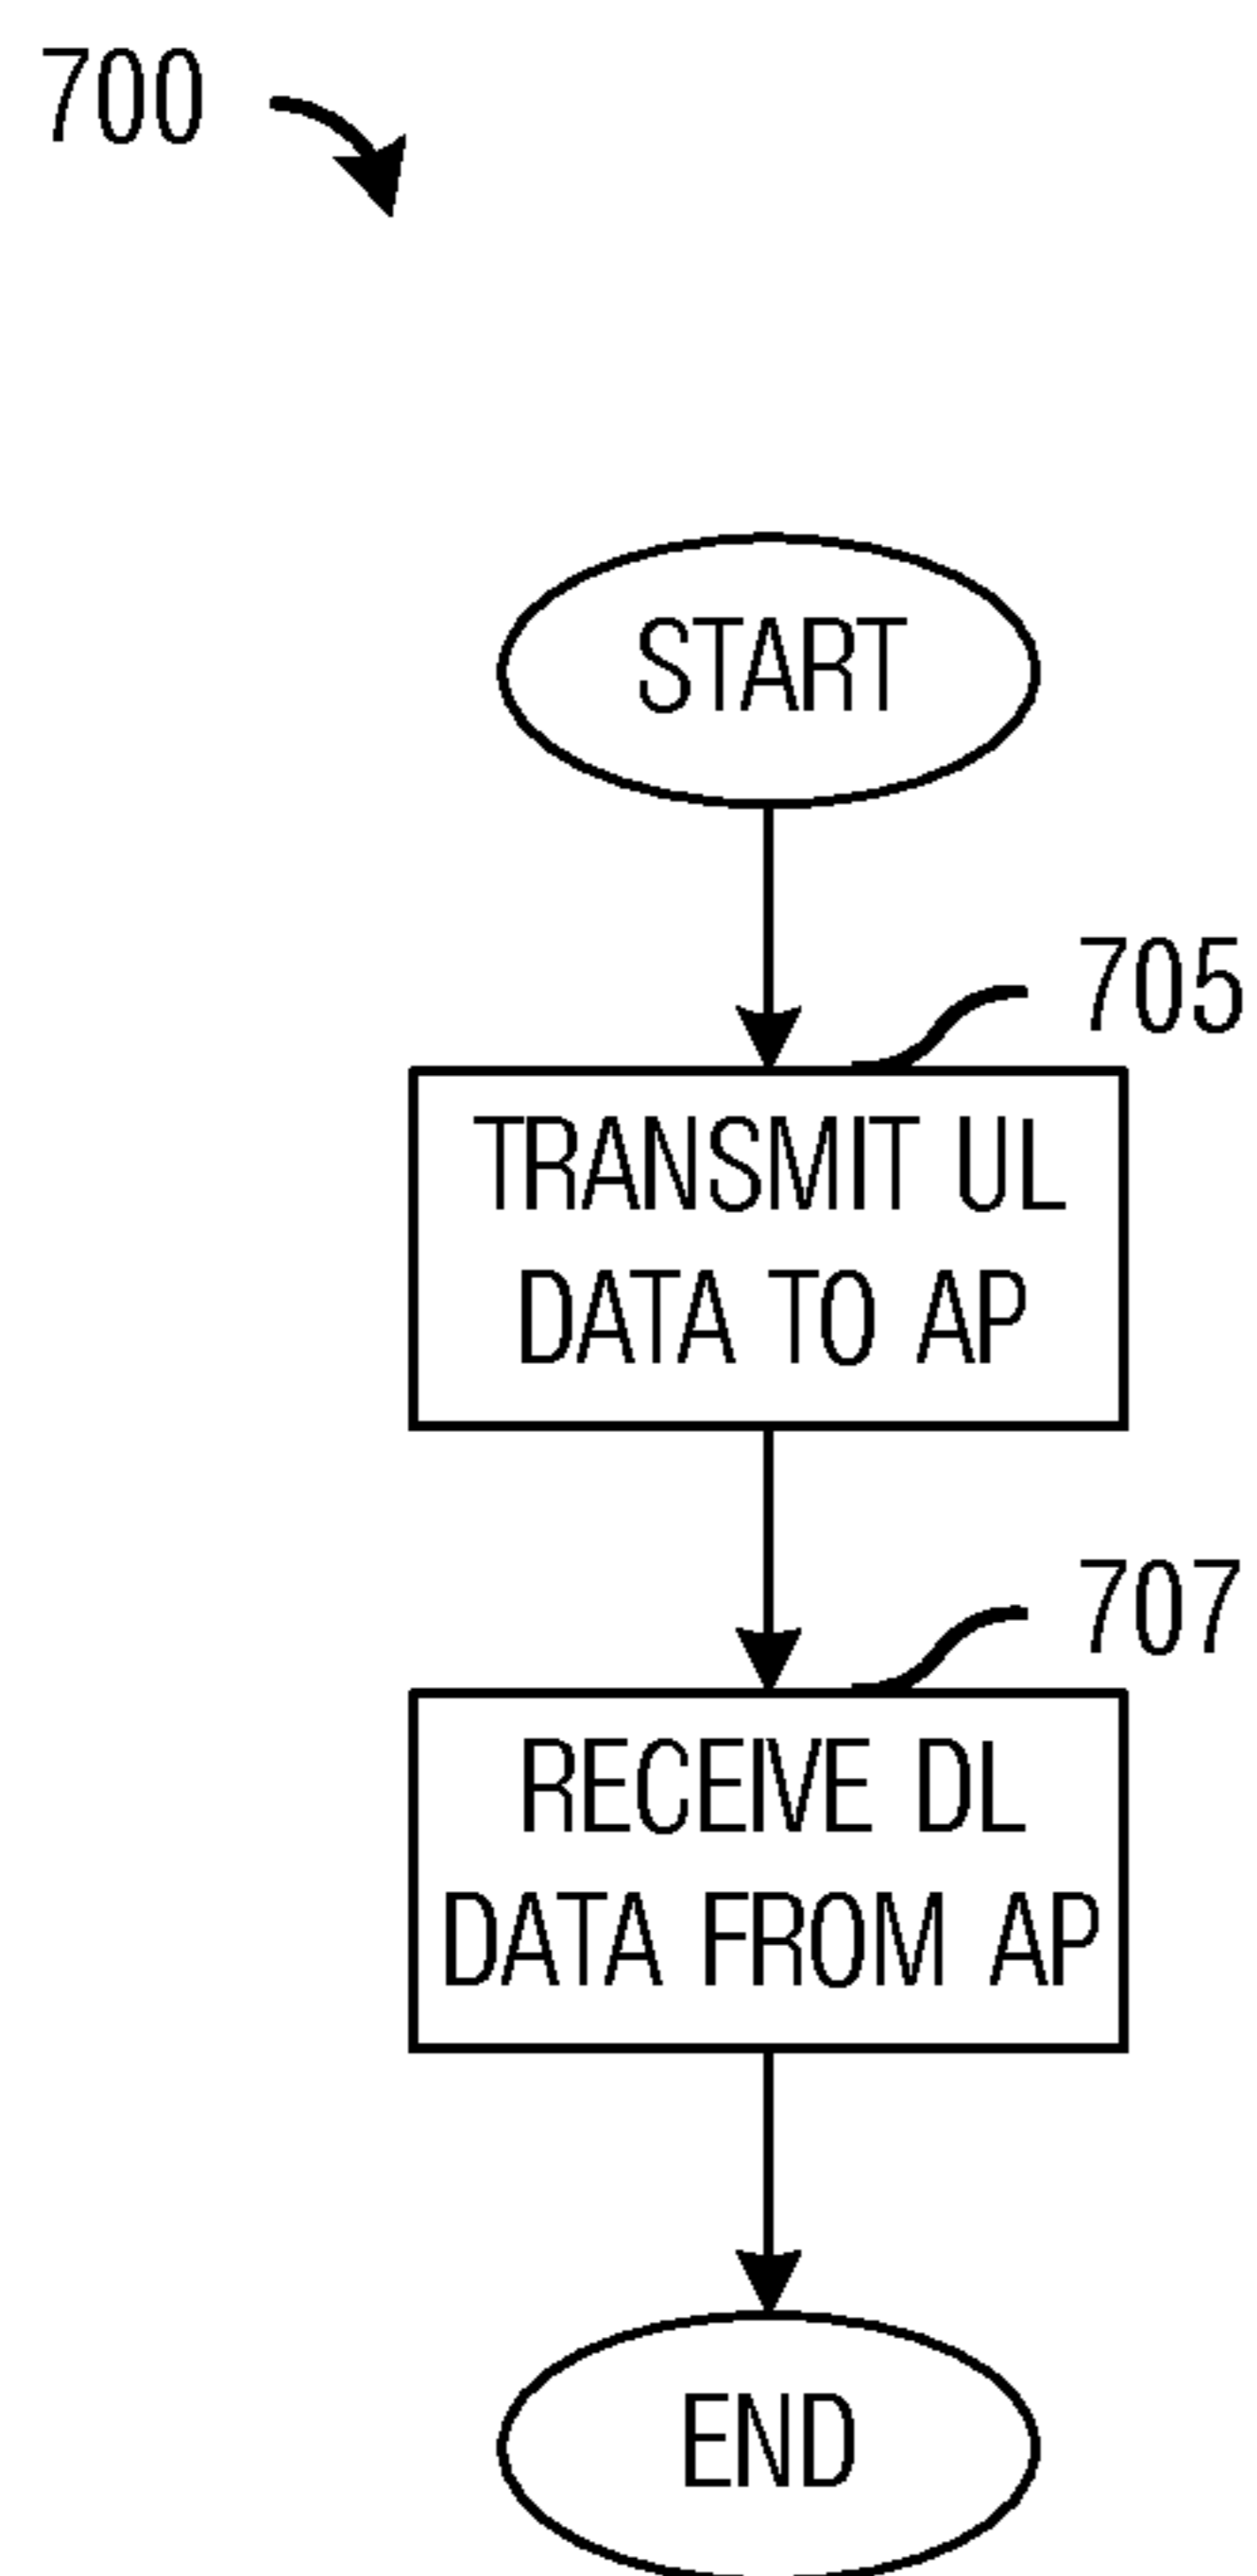 700
START
705
TRANSMIT UL
DATA TO AP
707
RECEIVE DL
DATA FROM AP
END